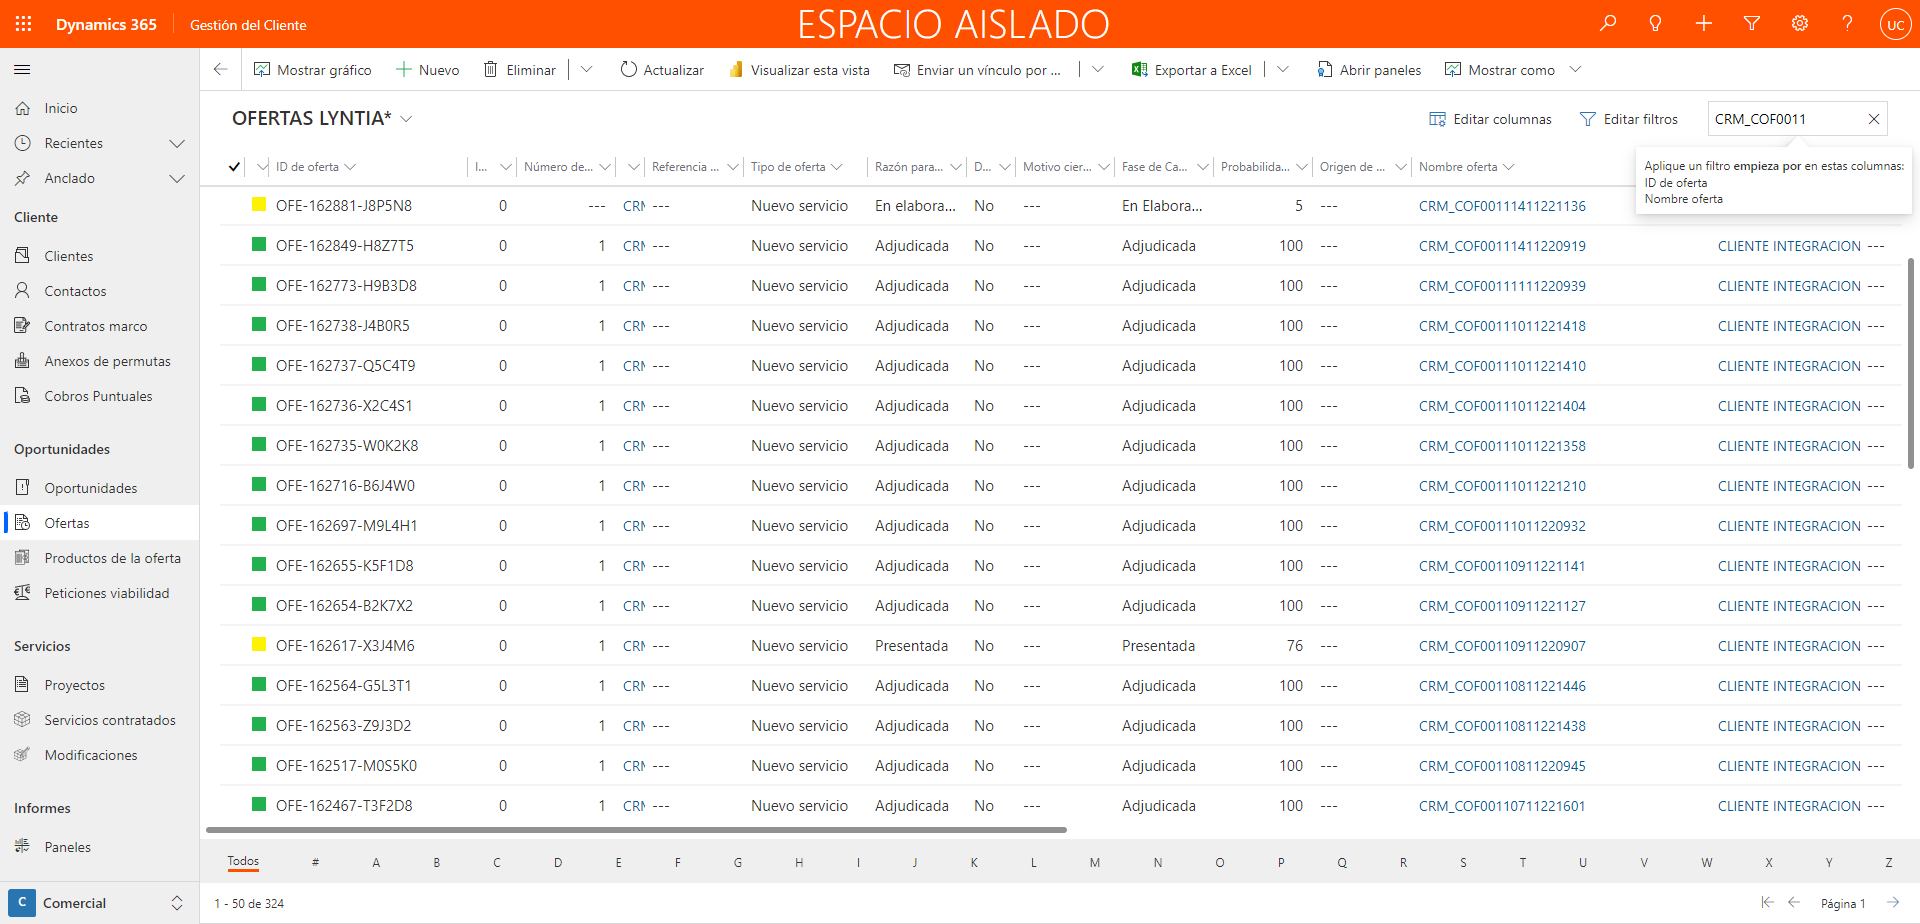 Dynamics 365 Gestión del Cliente ESPACIO AISLADO UC
Mostrar gráfico Nuevo Eliminar Actualizar Visualizar esta vista Enviar un vínculo por ... Exportar a Excel Abrir paneles Mostrar como
Inicio
Recientes
Anclado
Cliente
Clientes
Contactos
Contratos marco
Anexos de permutas
Cobros Puntuales
Oportunidades
Oportunidades
Ofertas
Productos de la oferta
Peticiones viabilidad
Servicios
Proyectos
Servicios contratados
Modificaciones
Informes
Paneles
C Comercial
OFERTAS LYNTIA* Editar columnas Editar filtros CRM_COF0011
Aplique un filtro empieza por en estas columnas:
ID de oferta
Nombre oferta
ID de oferta I... Número de... Referencia ... Tipo de oferta Razón para... D... Motivo cier... Fase de Ca... Probabilida... Origen de ... Nombre oferta
OFE-162881-J8P5N8 0 --- CRM --- Nuevo servicio En elabora... No --- En Elabora... 5 --- CRM_COF00111411221136
OFE-162849-H8Z7T5 0 1 CRM --- Nuevo servicio Adjudicada No --- Adjudicada 100 --- CRM_COF00111411220919 CLIENTE INTEGRACION ---
OFE-162773-H9B3D8 0 1 CRM --- Nuevo servicio Adjudicada No --- Adjudicada 100 --- CRM_COF00111111220939 CLIENTE INTEGRACION ---
OFE-162738-J4B0R5 0 1 CRM --- Nuevo servicio Adjudicada No --- Adjudicada 100 --- CRM_COF00111011221418 CLIENTE INTEGRACION ---
OFE-162737-Q5C4T9 0 1 CRM --- Nuevo servicio Adjudicada No --- Adjudicada 100 --- CRM_COF00111011221410 CLIENTE INTEGRACION ---
OFE-162736-X2C4S1 0 1 CRM --- Nuevo servicio Adjudicada No --- Adjudicada 100 --- CRM_COF00111011221404 CLIENTE INTEGRACION ---
OFE-162735-W0K2K8 0 1 CRM --- Nuevo servicio Adjudicada No --- Adjudicada 100 --- CRM_COF00111011221358 CLIENTE INTEGRACION ---
OFE-162716-B6J4W0 0 1 CRM --- Nuevo servicio Adjudicada No --- Adjudicada 100 --- CRM_COF00111011221210 CLIENTE INTEGRACION ---
OFE-162697-M9L4H1 0 1 CRM --- Nuevo servicio Adjudicada No --- Adjudicada 100 --- CRM_COF00111011220932 CLIENTE INTEGRACION ---
OFE-162655-K5F1D8 0 1 CRM --- Nuevo servicio Adjudicada No --- Adjudicada 100 --- CRM_COF00110911221141 CLIENTE INTEGRACION ---
OFE-162654-B2K7X2 0 1 CRM --- Nuevo servicio Adjudicada No --- Adjudicada 100 --- CRM_COF00110911221127 CLIENTE INTEGRACION ---
OFE-162617-X3J4M6 0 1 CRM --- Nuevo servicio Presentada No --- Presentada 76 --- CRM_COF00110911220907 CLIENTE INTEGRACION ---
OFE-162564-G5L3T1 0 1 CRM --- Nuevo servicio Adjudicada No --- Adjudicada 100 --- CRM_COF00110811221446 CLIENTE INTEGRACION ---
OFE-162563-Z9J3D2 0 1 CRM --- Nuevo servicio Adjudicada No --- Adjudicada 100 --- CRM_COF00110811221438 CLIENTE INTEGRACION ---
OFE-162517-M0S5K0 0 1 CRM --- Nuevo servicio Adjudicada No --- Adjudicada 100 --- CRM_COF00110811220945 CLIENTE INTEGRACION ---
OFE-162467-T3F2D8 0 1 CRM --- Nuevo servicio Adjudicada No --- Adjudicada 100 --- CRM_COF00110711221601 CLIENTE INTEGRACION ---
Todos # A B C D E F G H I J K L M N O P Q R S T U V W X Y Z
1 - 50 de 324 Página 1